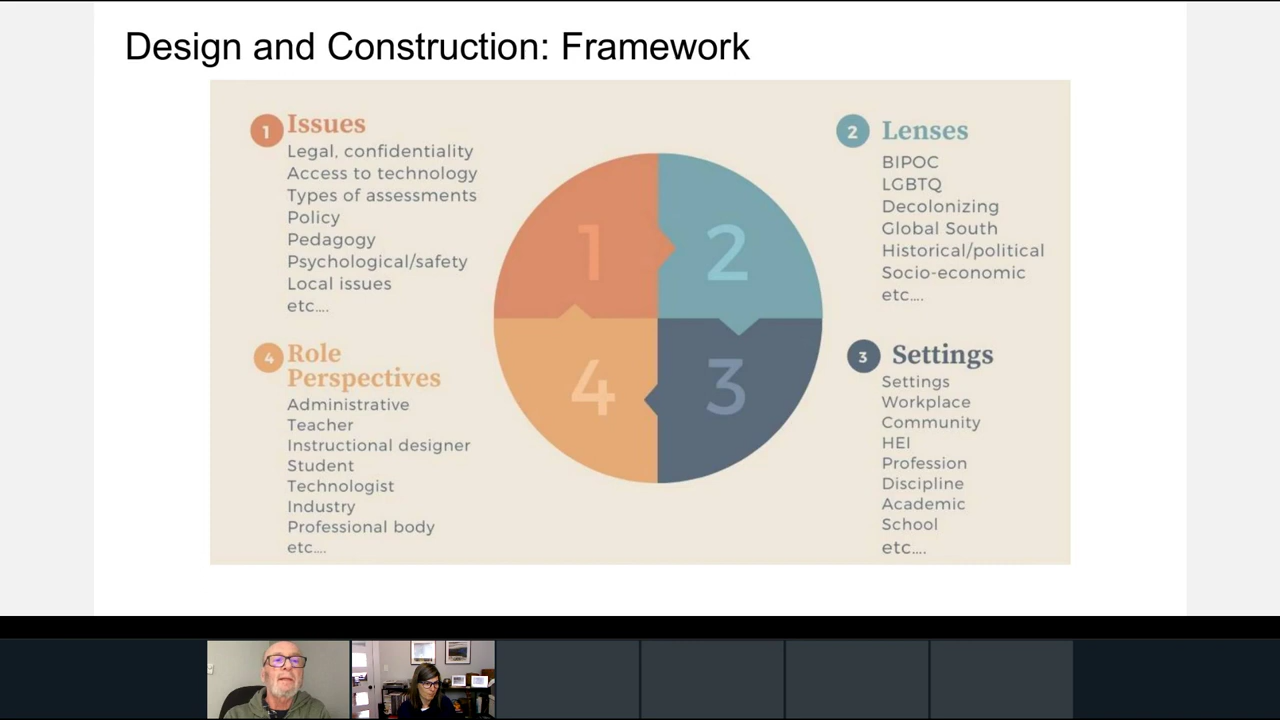 Design and Construction: Framework
1 Issues
Legal, confidentiality
Access to technology
Types of assessments
Policy
Pedagogy
Psychological/safety
Local issues
etc....
2 Lenses
BIPOC
LGBTQ
Decolonizing
Global South
Historical/political
Socio-economic
etc....
1
2
4
3
4 Role
Perspectives
Administrative
Teacher
Instructional designer
Student
Technologist
Industry
Professional body
etc....
3 Settings
Settings
Workplace
Community
HEI
Profession
Discipline
Academic
School
etc....